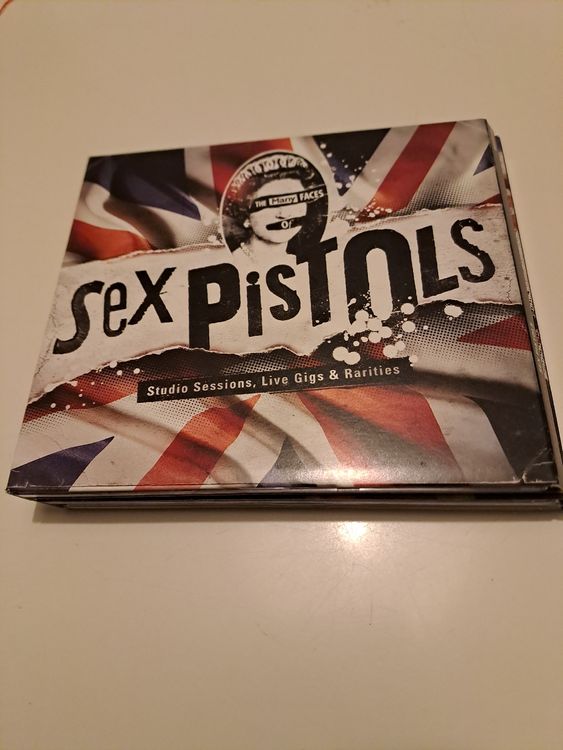 THE Many FACES
Of
SeX PisTOLS
Studio Sessions, Live Gigs & Rarities